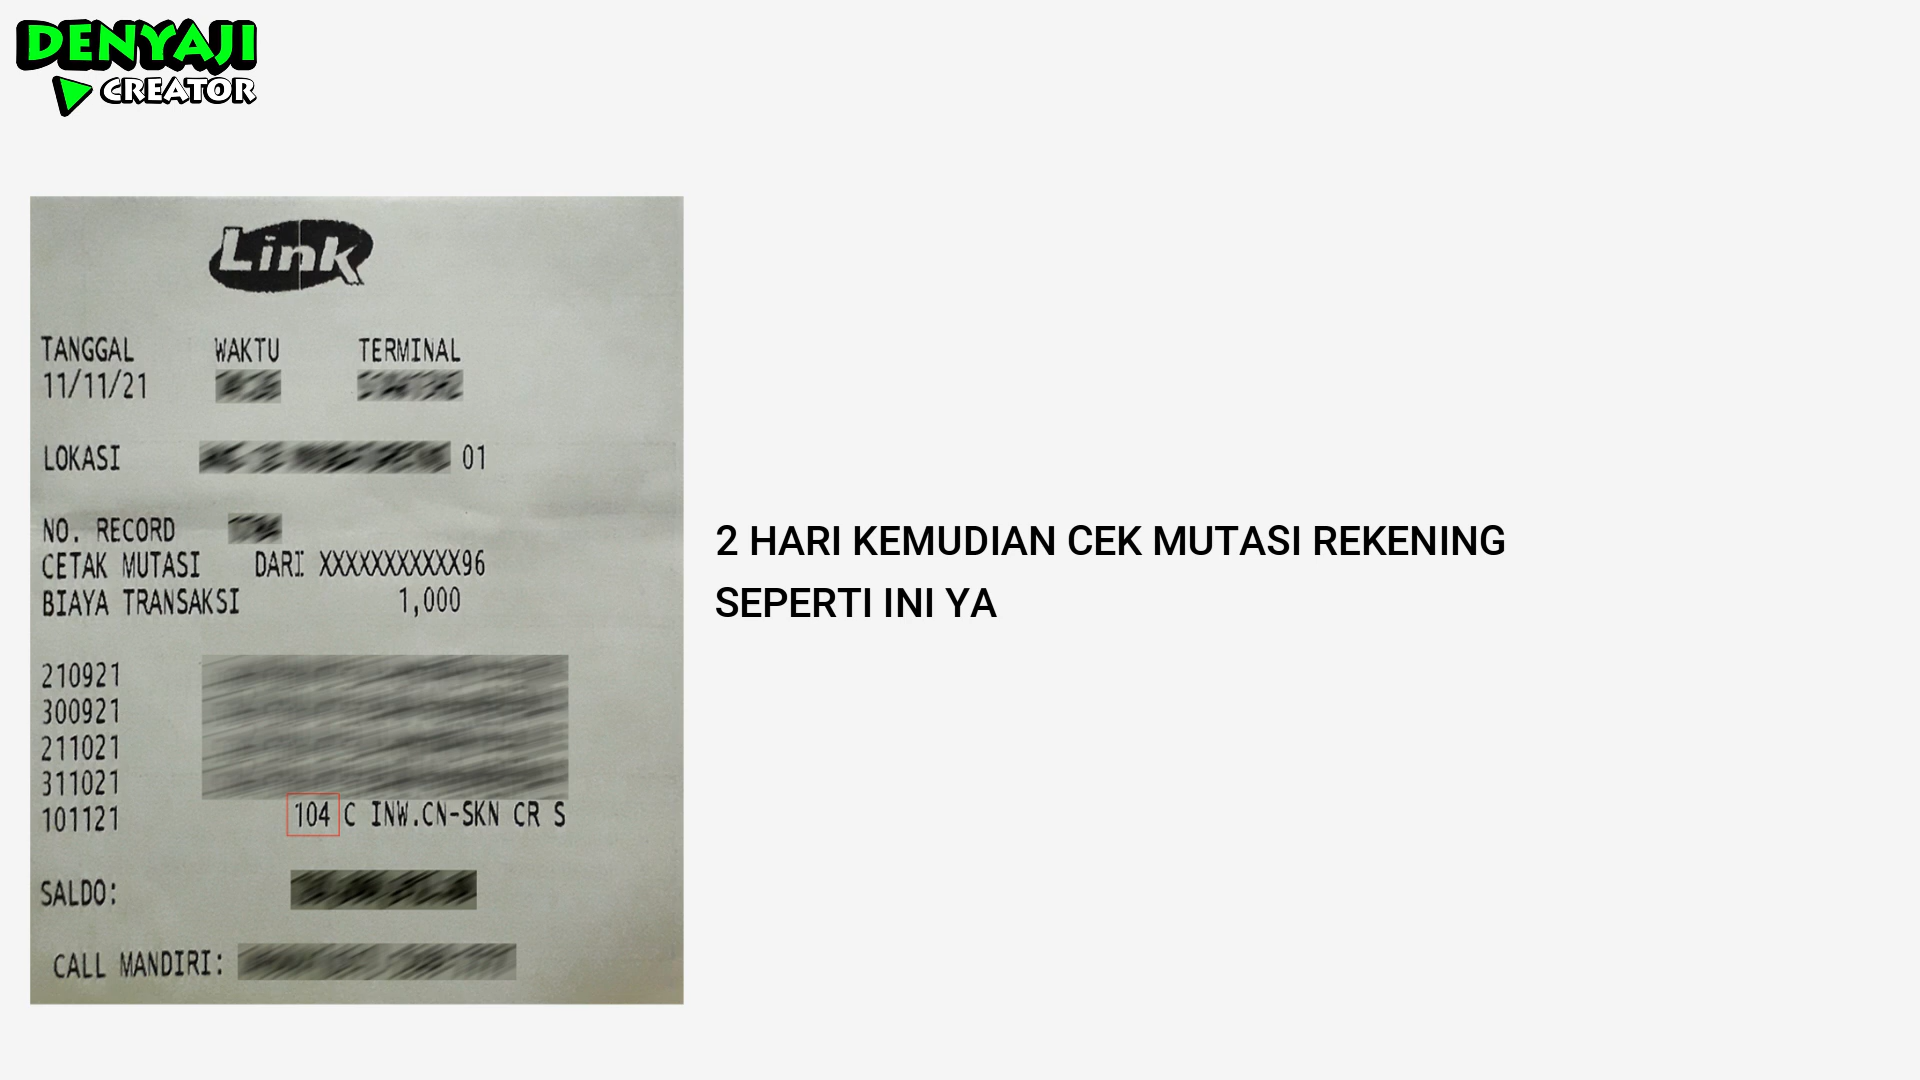 DENYAJI
CREATOR
Link
TANGGAL WAKTU TERMINAL
11/11/21
LOKASI 01
NO. RECORD
CETAK MUTASI DARI XXXXXXXXXXX96
BIAYA TRANSAKSI 1,000
210921
300921
211021
311021
101121 104 C INW.CN-SKN CR S
SALDO:
CALL MANDIRI:
2 HARI KEMUDIAN CEK MUTASI REKENING
SEPERTI INI YA